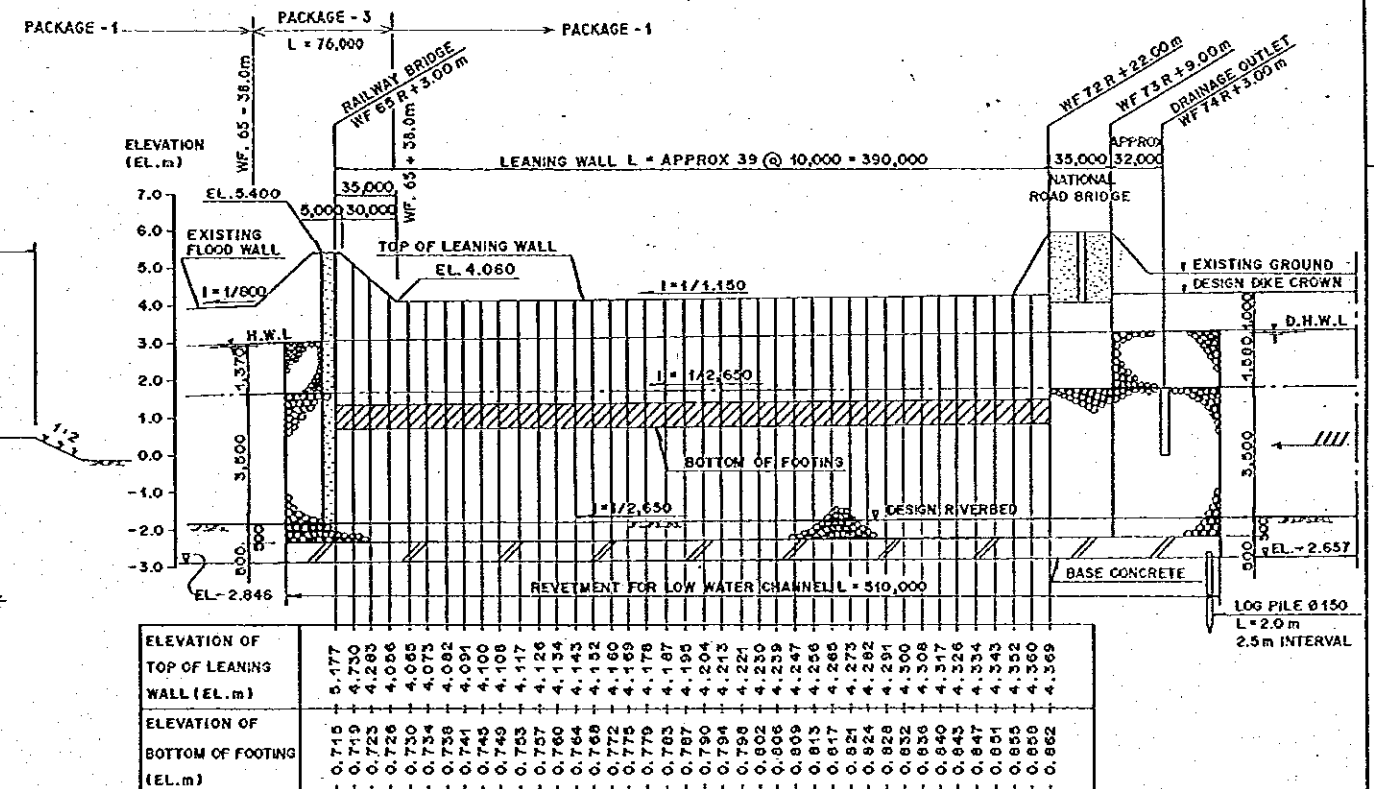 PACKAGE -1
PACKAGE - 3
L = 76,000
PACKAGE -1
WF. 65 - 38.0m
RAILWAY BRIDGE
WF 65 R + 3.00 m
WF. 65 + 38.0m
WF 72 R + 22.00m
WF 73 R + 9.00m
DRAINAGE OUTLET
WF 74 R + 3.00m
ELEVATION
(EL.m)
LEANING WALL L = APPROX 39 @ 10,000 = 390,000
APPROX
35,000
32,000
NATIONAL
ROAD BRIDGE
7.0
6.0
5.0
4.0
3.0
2.0
1.0
0.0
-1.0
-2.0
-3.0
EL.5.400
35,000
5,000
30,000
EXISTING
FLOOD WALL
TOP OF LEANING WALL
EL. 4.060
I = 1/800
I = 1/1.150
EXISTING GROUND
DESIGN DIKE CROWN
H.W.L
D.H.W.L
1,000
1,370
I = 1/2,650
BOTTOM OF FOOTING
3,500
1:2
I = 1/2,650
DESIGN RIVERBED
500
500
EL.-2.657
EL-2.846
REVETMENT FOR LOW WATER CHANNEL L = 510,000
BASE CONCRETE
LOG PILE Ø150
L = 2.0 m
2.5 m INTERVAL
ELEVATION OF
TOP OF LEANING
WALL (EL.m)
5.177 4.730 4.283 4.056 4.065 4.073 4.082 4.091 4.100 4.108 4.117 4.126 4.134 4.143 4.152 4.160 4.169 4.178 4.187 4.195 4.204 4.213 4.221 4.230 4.239 4.247 4.256 4.265 4.273 4.282 4.291 4.300 4.308 4.317 4.326 4.334 4.343 4.352 4.360 4.369
ELEVATION OF
BOTTOM OF FOOTING
(EL.m)
0.715 0.719 0.723 0.726 0.730 0.734 0.738 0.741 0.745 0.749 0.753 0.757 0.760 0.764 0.768 0.772 0.775 0.779 0.783 0.787 0.790 0.794 0.798 0.802 0.806 0.809 0.813 0.817 0.821 0.824 0.828 0.832 0.836 0.840 0.843 0.847 0.851 0.855 0.858 0.862